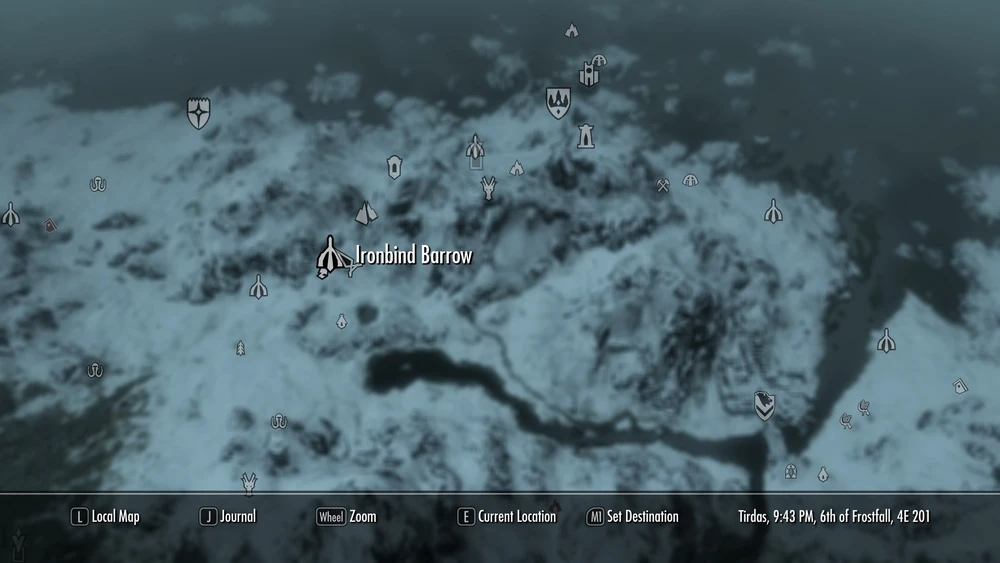 Ironbind Barrow
L Local Map
J Journal
Wheel Zoom
E Current Location
M1 Set Destination
Tirdas, 9:43 PM, 6th of Frostfall, 4E 201